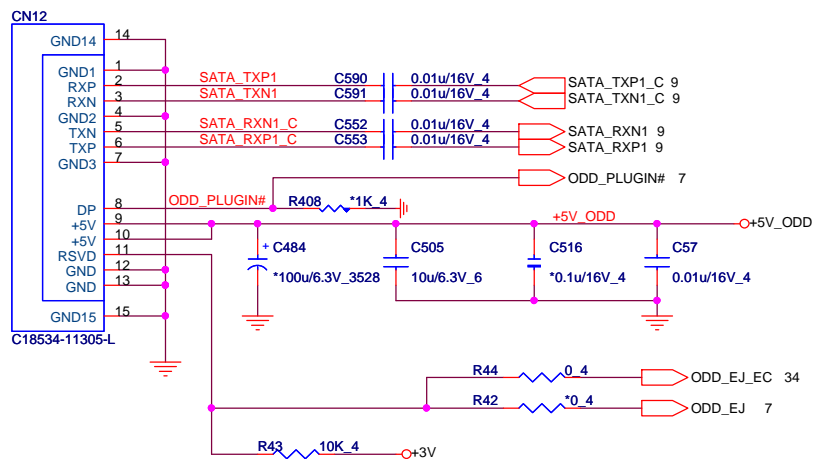 CN12
GND14 14
GND1 1
RXP 2 SATA_TXP1 C590 0.01u/16V_4 SATA_TXP1_C 9
RXN 3 SATA_TXN1 C591 0.01u/16V_4 SATA_TXN1_C 9
GND2 4
TXN 5 SATA_RXN1_C C552 0.01u/16V_4 SATA_RXN1 9
TXP 6 SATA_RXP1_C C553 0.01u/16V_4 SATA_RXP1 9
GND3 7
ODD_PLUGIN# 7
DP 8 ODD_PLUGIN# R408 *1K_4
+5V 9 +5V_ODD +5V_ODD
+5V 10
RSVD 11 + C484 C505 C516 C57
GND 12
GND 13 *100u/6.3V_3528 10u/6.3V_6 *0.1u/16V_4 0.01u/16V_4
GND15 15
C18534-11305-L
R44 0_4 ODD_EJ_EC 34
R42 *0_4 ODD_EJ 7
R43 10K_4 +3V